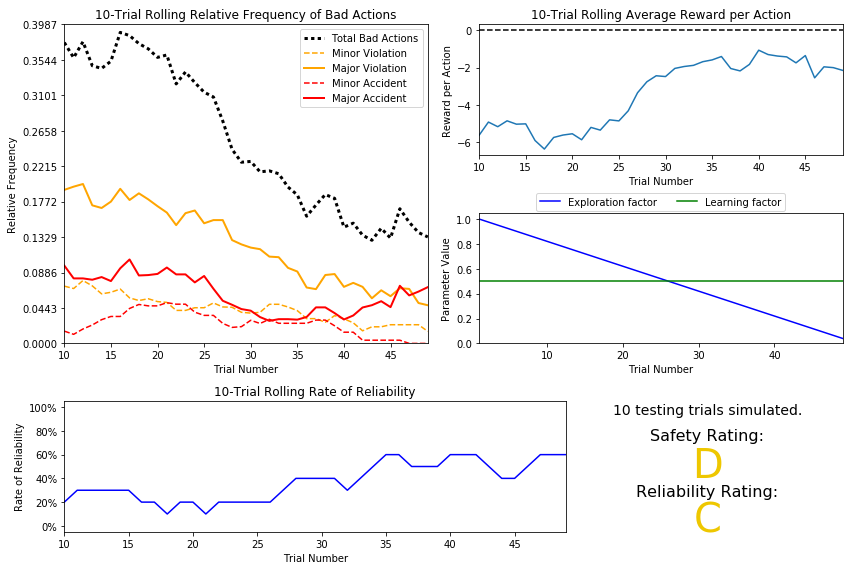 10-Trial Rolling Relative Frequency of Bad Actions
0.3987
0.3544
0.3101
0.2658
0.2215
0.1772
0.1329
0.0886
0.0443
0.0000
Relative Frequency
Total Bad Actions
Minor Violation
Major Violation
Minor Accident
Major Accident
10 15 20 25 30 35 40 45
Trial Number
10-Trial Rolling Average Reward per Action
0
−2
−4
−6
Reward per Action
10 15 20 25 30 35 40 45
Trial Number
Exploration factor Learning factor
1.0
0.8
0.6
0.4
0.2
0.0
Parameter Value
10 20 30 40
Trial Number
10-Trial Rolling Rate of Reliability
100%
80%
60%
40%
20%
0%
Rate of Reliability
10 15 20 25 30 35 40 45
Trial Number
10 testing trials simulated.
Safety Rating:
D
Reliability Rating:
C